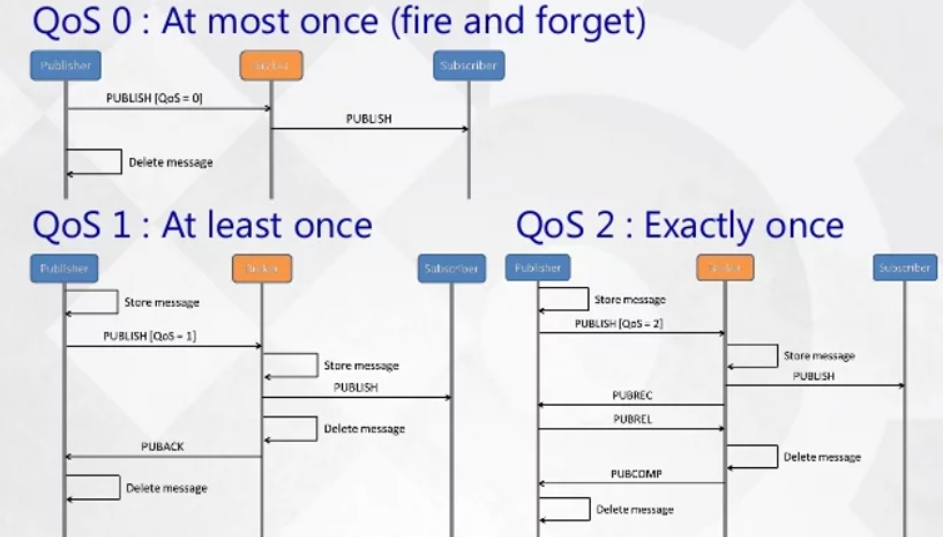 QoS 0 : At most once (fire and forget)
Publisher
Broker
Subscriber
PUBLISH [QoS = 0]
PUBLISH
Delete message
QoS 1 : At least once
Publisher
Broker
Subscriber
Store message
PUBLISH [QoS = 1]
Store message
PUBLISH
Delete message
PUBACK
Delete message
QoS 2 : Exactly once
Publisher
Broker
Subscriber
Store message
PUBLISH [QoS = 2]
Store message
PUBLISH
PUBREC
PUBREL
Delete message
PUBCOMP
Delete message